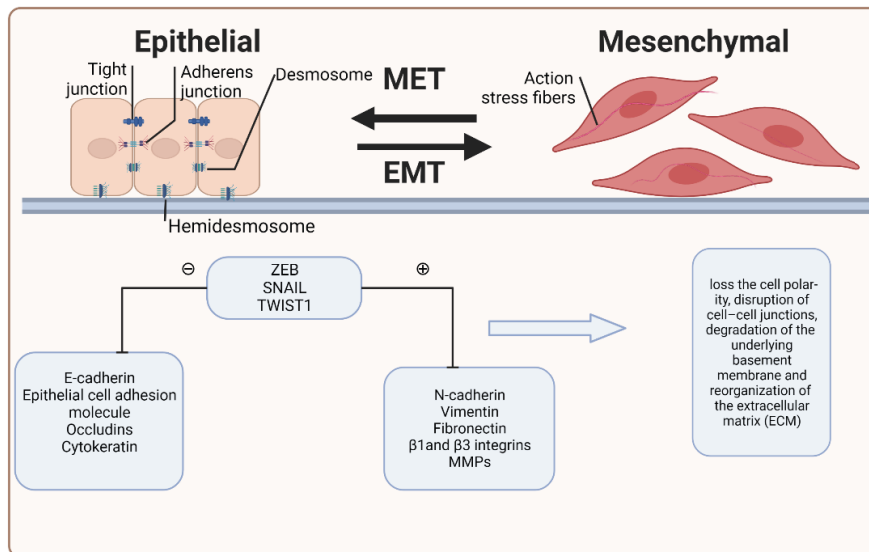 Epithelial
Mesenchymal
Tight
junction
Adherens
junction
Desmosome
MET
EMT
Action
stress fibers
Hemidesmosome
⊖
ZEB
SNAIL
TWIST1
⊕
E-cadherin
Epithelial cell adhesion
molecule
Occludins
Cytokeratin
N-cadherin
Vimentin
Fibronectin
β1and β3 integrins
MMPs
loss the cell polar-
ity, disruption of
cell–cell junctions,
degradation of the
underlying
basement
membrane and
reorganization of
the extracellular
matrix (ECM)